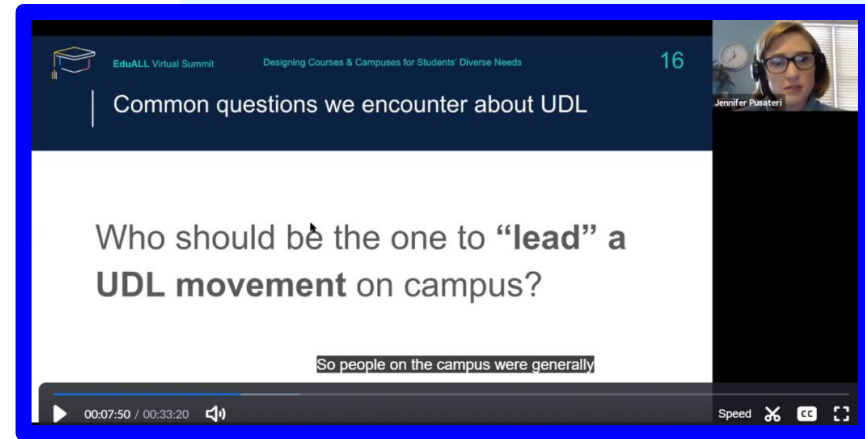 EduALL Virtual Summit
Designing Courses & Campuses for Students' Diverse Needs
16
Common questions we encounter about UDL
Jennifer Pusateri
Who should be the one to “lead” a
UDL movement on campus?
So people on the campus were generally
00:07:50 / 00:33:20
Speed
CC